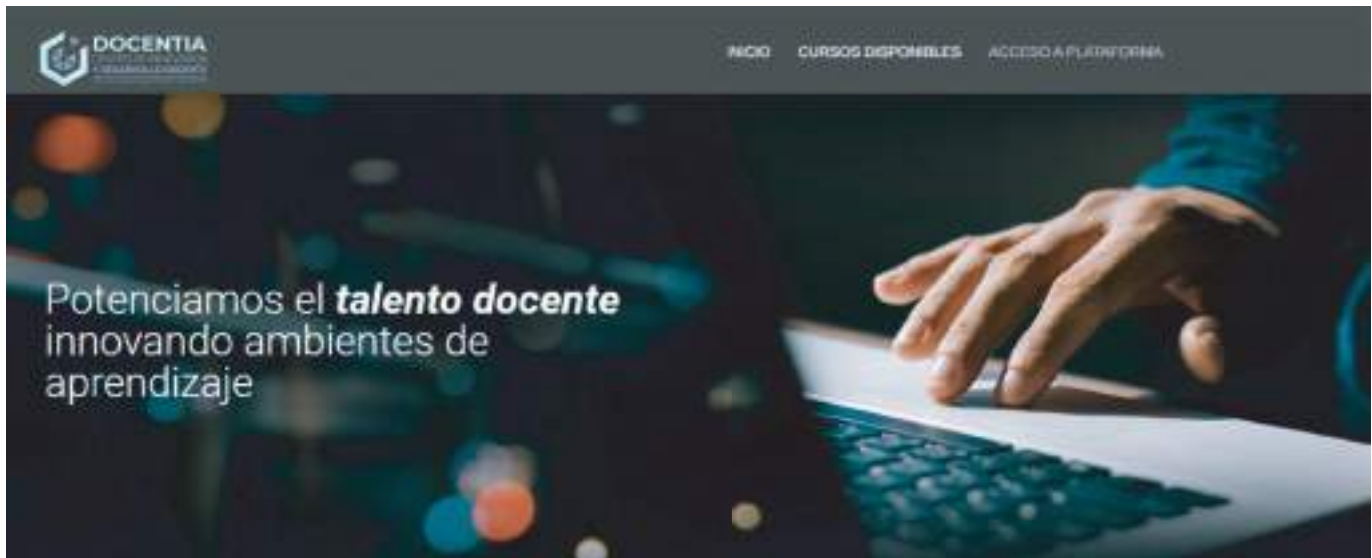 DOCENTIA
INICIO CURSOS DISPONIBLES ACCESO A PLATAFORMA
Potenciamos el talento docente
innovando ambientes de
aprendizaje